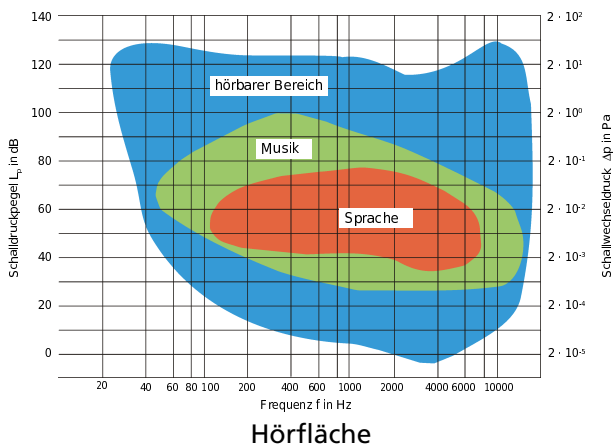 140
120
100
80
60
40
20
0
Schalldruckpegel Lp in dB
hörbarer Bereich
Musik
Sprache
2 · 10²
2 · 10¹
2 · 10⁰
2 · 10⁻¹
2 · 10⁻²
2 · 10⁻³
2 · 10⁻⁴
2 · 10⁻⁵
Schallwechseldruck Δp in Pa
20 40 60 80 100 200 400 600 1000 2000 4000 6000 10000
Frequenz f in Hz
Hörfläche